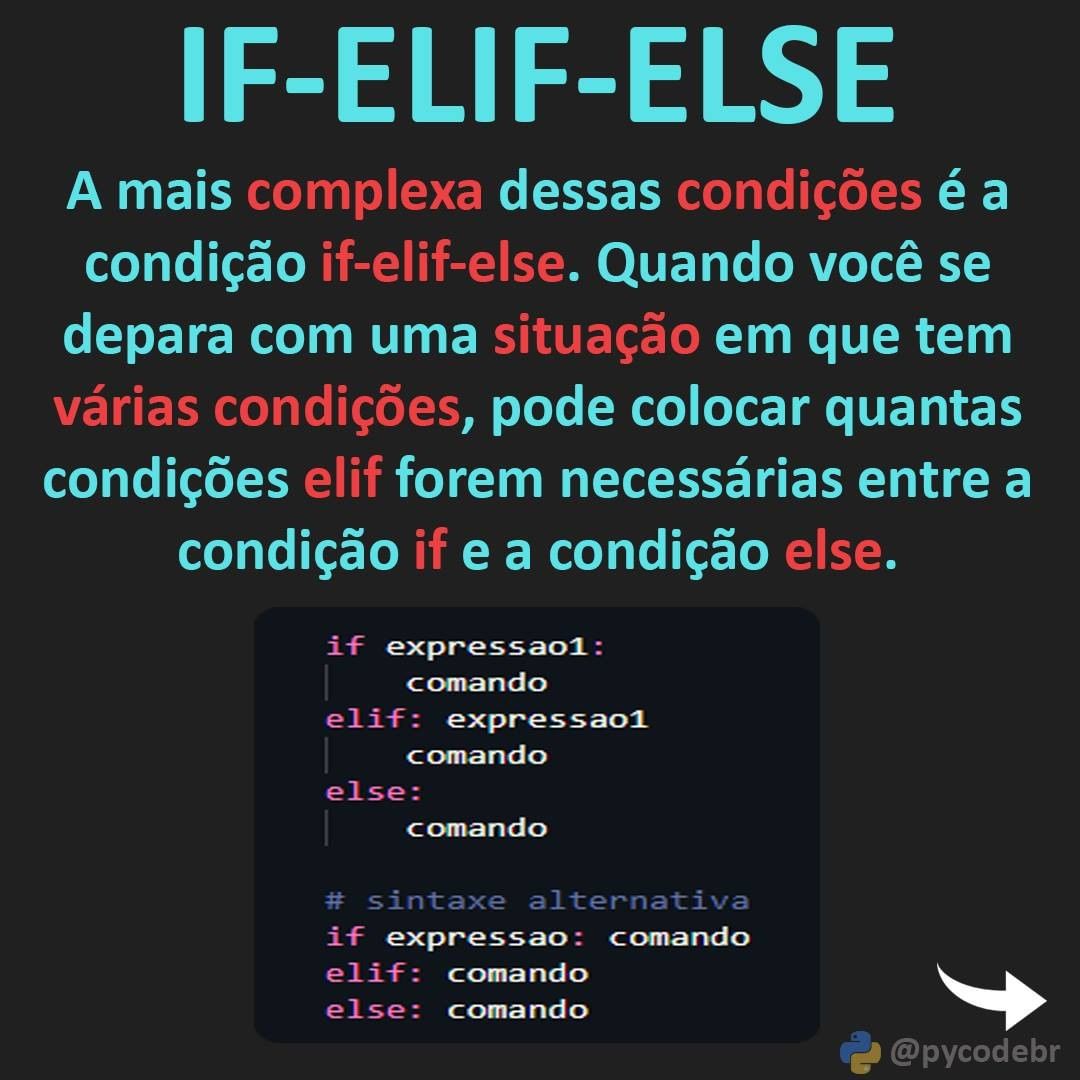 IF-ELIF-ELSE
A mais complexa dessas condições é a
condição if-elif-else. Quando você se
depara com uma situação em que tem
várias condições, pode colocar quantas
condições elif forem necessárias entre a
condição if e a condição else.
if expressao1:
comando
elif: expressao1
comando
else:
comando
# sintaxe alternativa
if expressao: comando
elif: comando
else: comando
@pycodebr